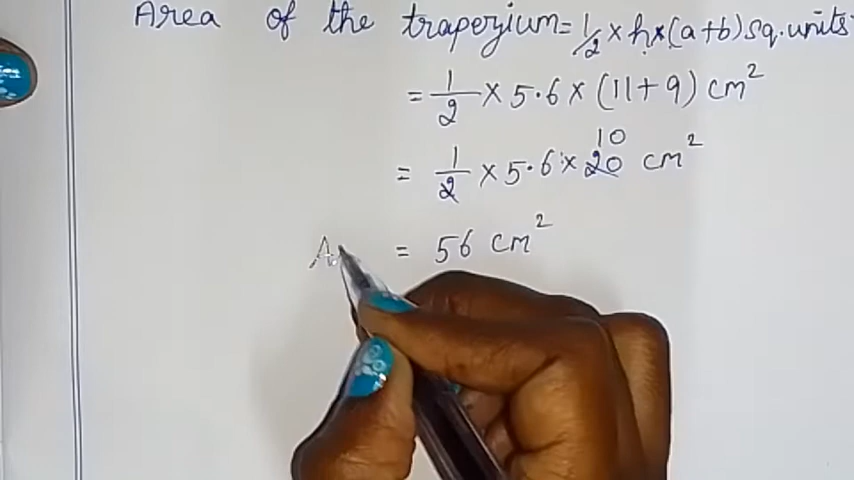 Area of the trapezium = 1/2 × h × (a+b) sq. units
= 1/2 × 5.6 × (11+9) cm²
10
= 1/2 × 5.6 × 20 cm²
A = 56 cm²